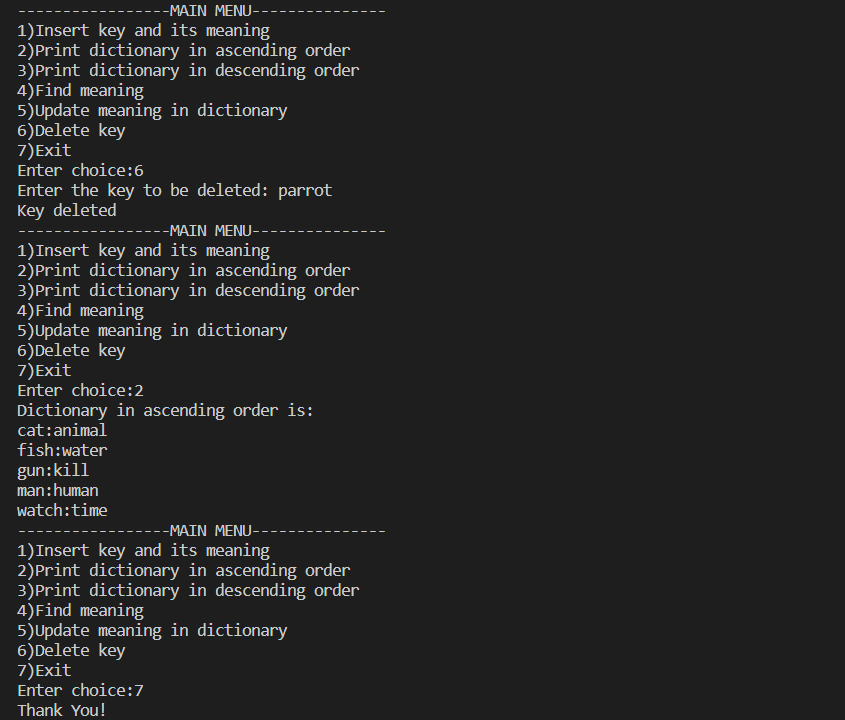 -----------------MAIN MENU---------------
1)Insert key and its meaning
2)Print dictionary in ascending order
3)Print dictionary in descending order
4)Find meaning
5)Update meaning in dictionary
6)Delete key
7)Exit
Enter choice:6
Enter the key to be deleted: parrot
Key deleted
-----------------MAIN MENU---------------
1)Insert key and its meaning
2)Print dictionary in ascending order
3)Print dictionary in descending order
4)Find meaning
5)Update meaning in dictionary
6)Delete key
7)Exit
Enter choice:2
Dictionary in ascending order is:
cat:animal
fish:water
gun:kill
man:human
watch:time
-----------------MAIN MENU---------------
1)Insert key and its meaning
2)Print dictionary in ascending order
3)Print dictionary in descending order
4)Find meaning
5)Update meaning in dictionary
6)Delete key
7)Exit
Enter choice:7
Thank You!